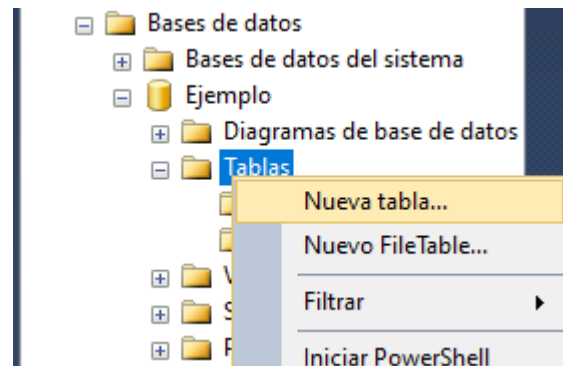 Bases de datos
Bases de datos del sistema
Ejemplo
Diagramas de base de datos
Tablas
Nueva tabla...
Nuevo FileTable...
Filtrar
Iniciar PowerShell